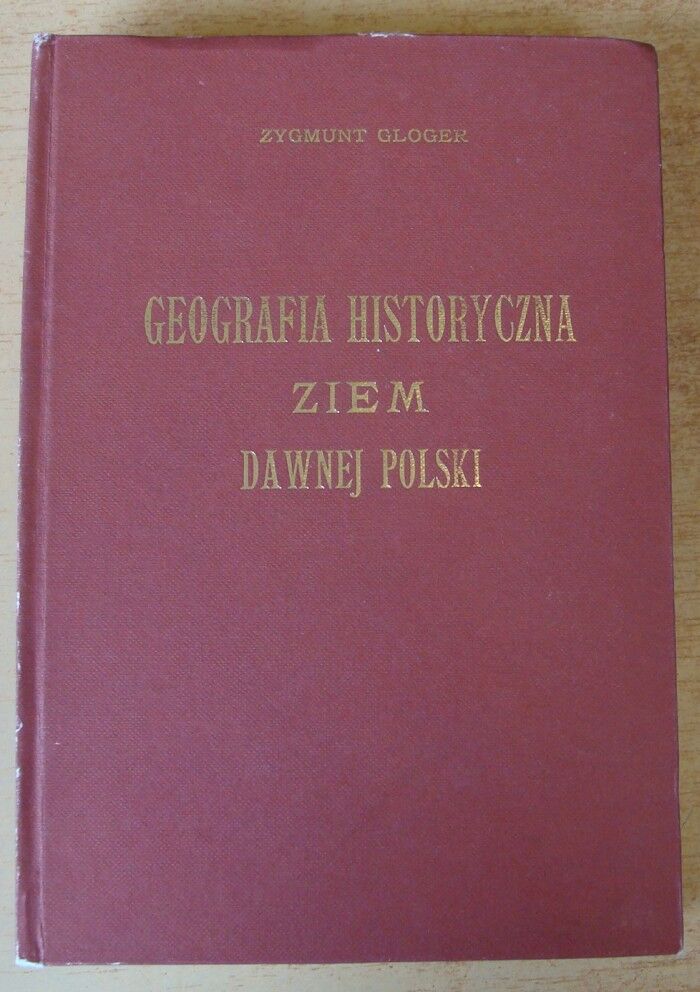 ZYGMUNT GLOGER
GEOGRAFIA HISTORYCZNA
ZIEM
DAWNEJ POLSKI